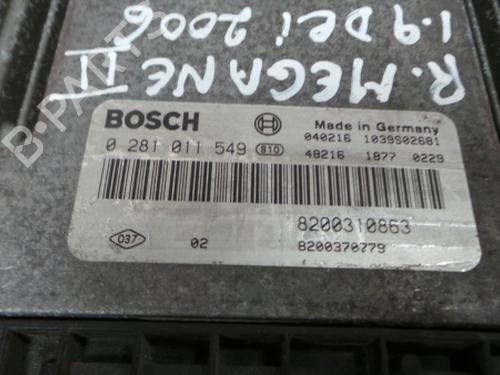 R. MEGANE II
1.9 DCi 2006
BOSCH
Made in Germany
040216 1039S02681
0 281 011 549 810
48216 1877 0229
8200310863
037
02
8200370779
B-PARTS